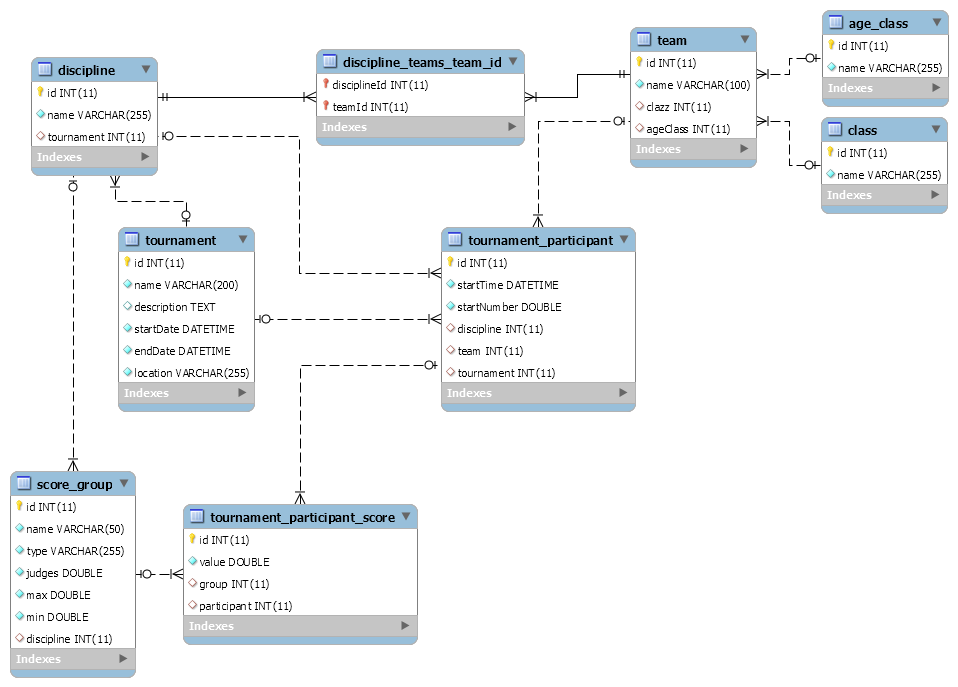 discipline
id INT(11)
name VARCHAR(255)
tournament INT(11)
Indexes
discipline_teams_team_id
disciplineId INT(11)
teamId INT(11)
Indexes
team
id INT(11)
name VARCHAR(100)
clazz INT(11)
ageClass INT(11)
Indexes
age_class
id INT(11)
name VARCHAR(255)
Indexes
class
id INT(11)
name VARCHAR(255)
Indexes
tournament
id INT(11)
name VARCHAR(200)
description TEXT
startDate DATETIME
endDate DATETIME
location VARCHAR(255)
Indexes
tournament_participant
id INT(11)
startTime DATETIME
startNumber DOUBLE
discipline INT(11)
team INT(11)
tournament INT(11)
Indexes
score_group
id INT(11)
name VARCHAR(50)
type VARCHAR(255)
judges DOUBLE
max DOUBLE
min DOUBLE
discipline INT(11)
Indexes
tournament_participant_score
id INT(11)
value DOUBLE
group INT(11)
participant INT(11)
Indexes